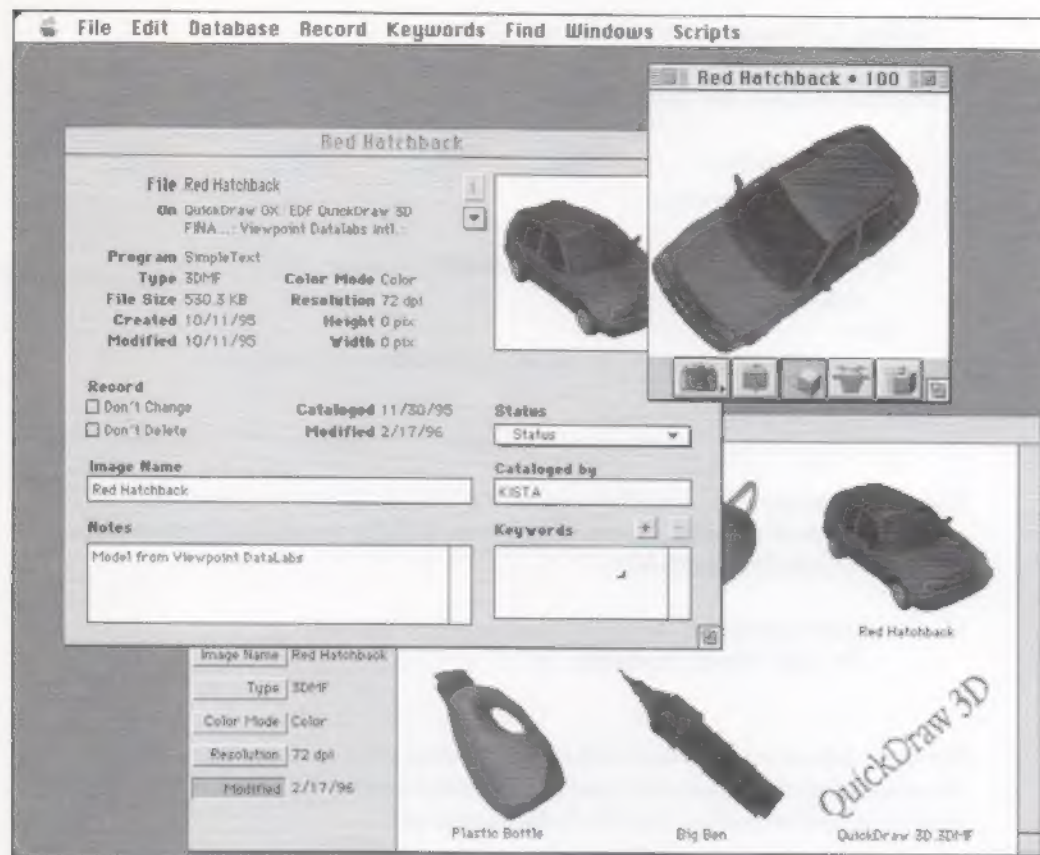 File Edit Database Record Keywords Find Windows Scripts
Red Hatchback • 100
Red Hatchback
File Red Hatchback
On QuickDraw GX: EDF QuickDraw 3D
FINA...: Viewpoint Datalabs Intl.:
Program SimpleText
Type 3DMF
Color Mode Color
File Size 530.3 KB
Resolution 72 dpi
Created 10/11/95
Height 0 pix
Modified 10/11/95
Width 0 pix
Record
Don't Change
Cataloged 11/30/95
Status
Don't Delete
Modified 2/17/96
Status
Image Name
Cataloged by
Red Hatchback
KISTA
Notes
Keywords + -
Model from Viewpoint DataLabs
Red Hatchback
Image Name Red Hatchback
Type 3DMF
Color Mode Color
Resolution 72 dpi
Modified 2/17/96
QuickDraw 3D
Plastic Bottle
Big Ben
QuickDraw 3D.3DMF